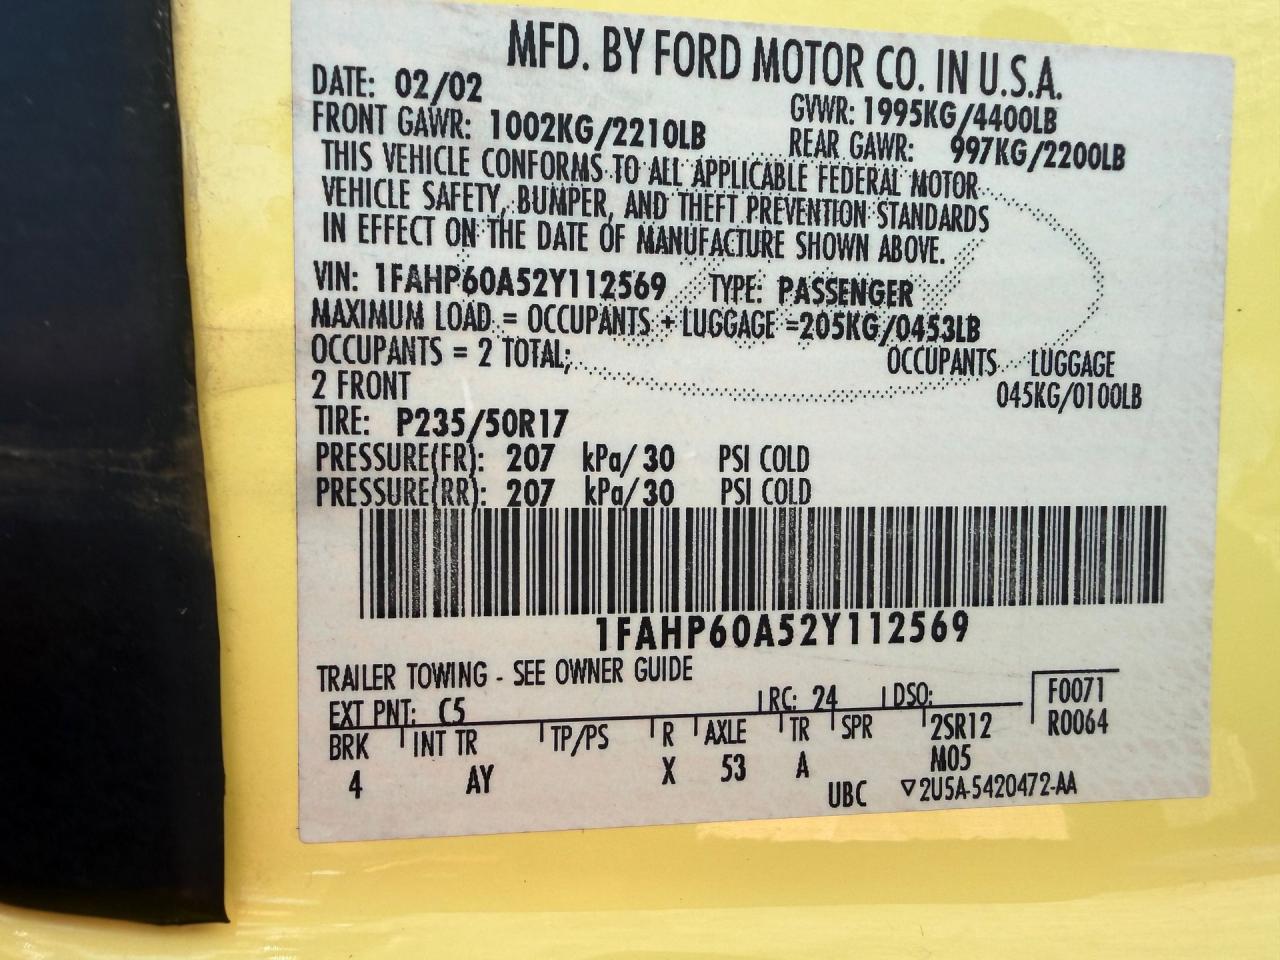 MFD. BY FORD MOTOR CO. IN U.S.A.
DATE: 02/02 GVWR: 1995KG/4400LB
FRONT GAWR: 1002KG/2210LB REAR GAWR: 997KG/2200LB
THIS VEHICLE CONFORMS TO ALL APPLICABLE FEDERAL MOTOR
VEHICLE SAFETY, BUMPER, AND THEFT PREVENTION STANDARDS
IN EFFECT ON THE DATE OF MANUFACTURE SHOWN ABOVE.
VIN: 1FAHP60A52Y112569 TYPE: PASSENGER
MAXIMUM LOAD = OCCUPANTS + LUGGAGE =205KG/0453LB
OCCUPANTS = 2 TOTAL; OCCUPANTS LUGGAGE
2 FRONT 045KG/0100LB
TIRE: P235/50R17
PRESSURE(FR): 207 kPa/30 PSI COLD
PRESSURE(RR): 207 kPa/30 PSI COLD
1FAHP60A52Y112569
TRAILER TOWING - SEE OWNER GUIDE
EXT PNT: C5 RC: 24 DSO: F0071
BRK INT TR TP/PS R AXLE TR SPR 2SR12 R0064
4 AY X 53 A M05
UBC ▽2U5A-5420472-AA